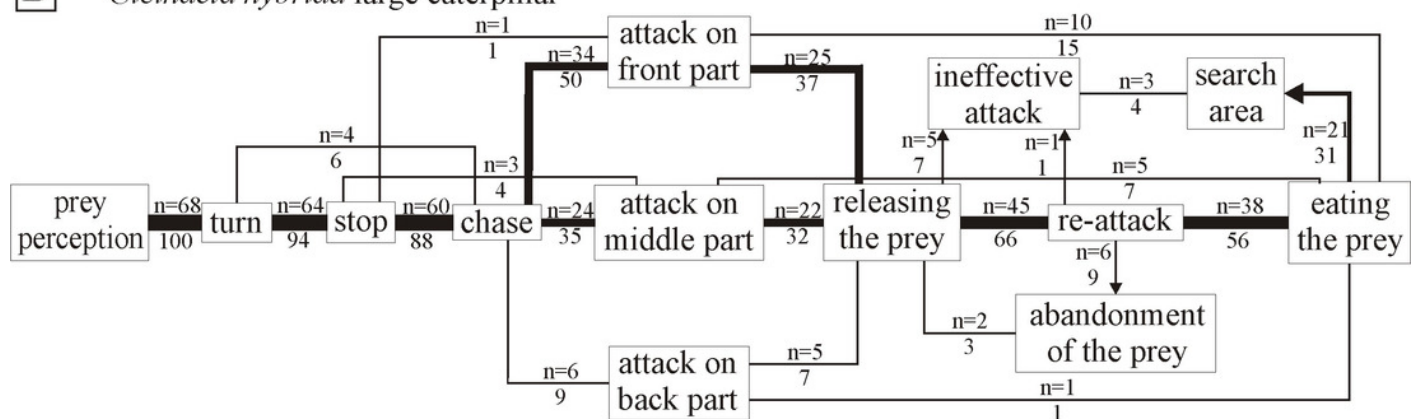 Cicindela hybrida large caterpillar
n=1
1
attack on
front part
n=10
15
n=34
50
n=25
37
ineffective
attack
n=3
4
search
area
n=4
6
n=3
4
n=5
7
n=1
1
n=5
7
n=21
31
prey
perception
n=68
100
turn
n=64
94
stop
n=60
88
chase
n=24
35
attack on
middle part
n=22
32
releasing
the prey
n=45
66
re-attack
n=38
56
eating
the prey
n=6
9
n=6
9
attack on
back part
n=5
7
n=2
3
abandonment
of the prey
n=1
1